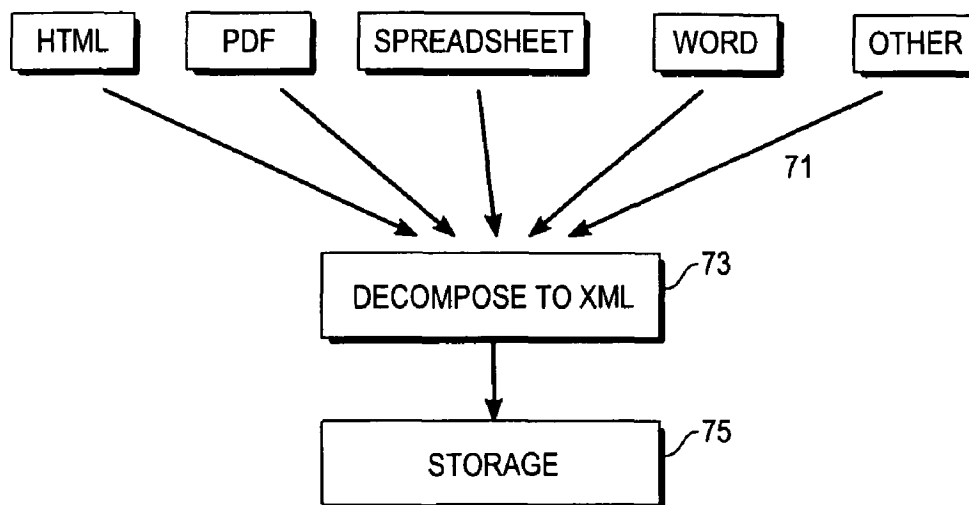 HTML
PDF
SPREADSHEET
WORD
OTHER
71
DECOMPOSE TO XML
73
STORAGE
75